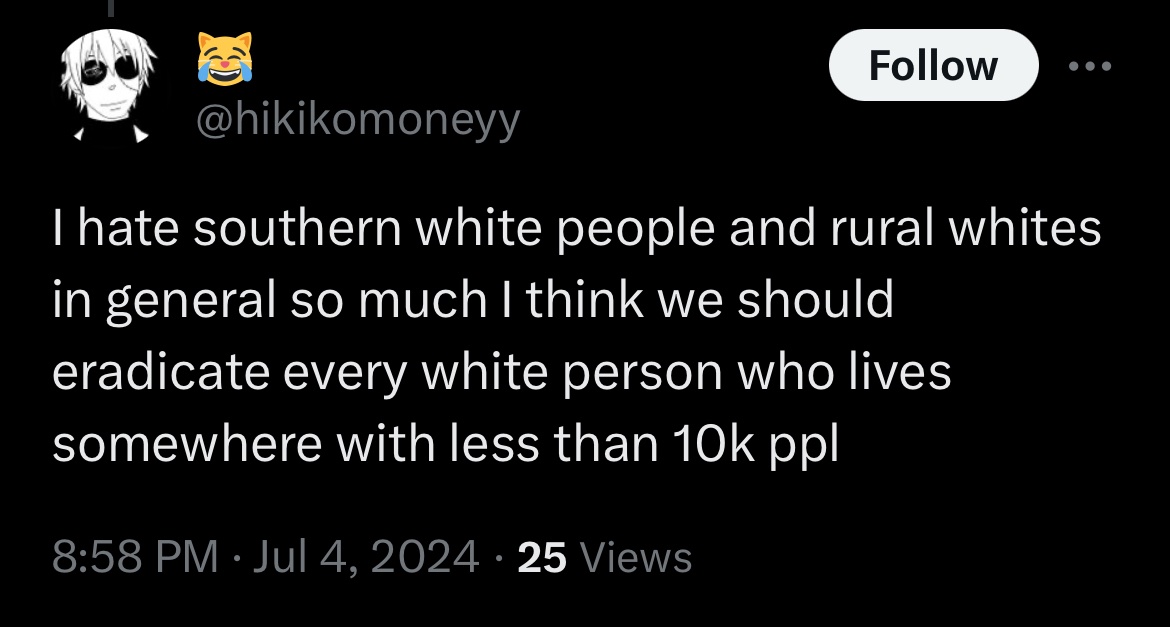 😹
Follow
@hikikomoneyy
I hate southern white people and rural whites
in general so much I think we should
eradicate every white person who lives
somewhere with less than 10k ppl
8:58 PM · Jul 4, 2024 · 25 Views